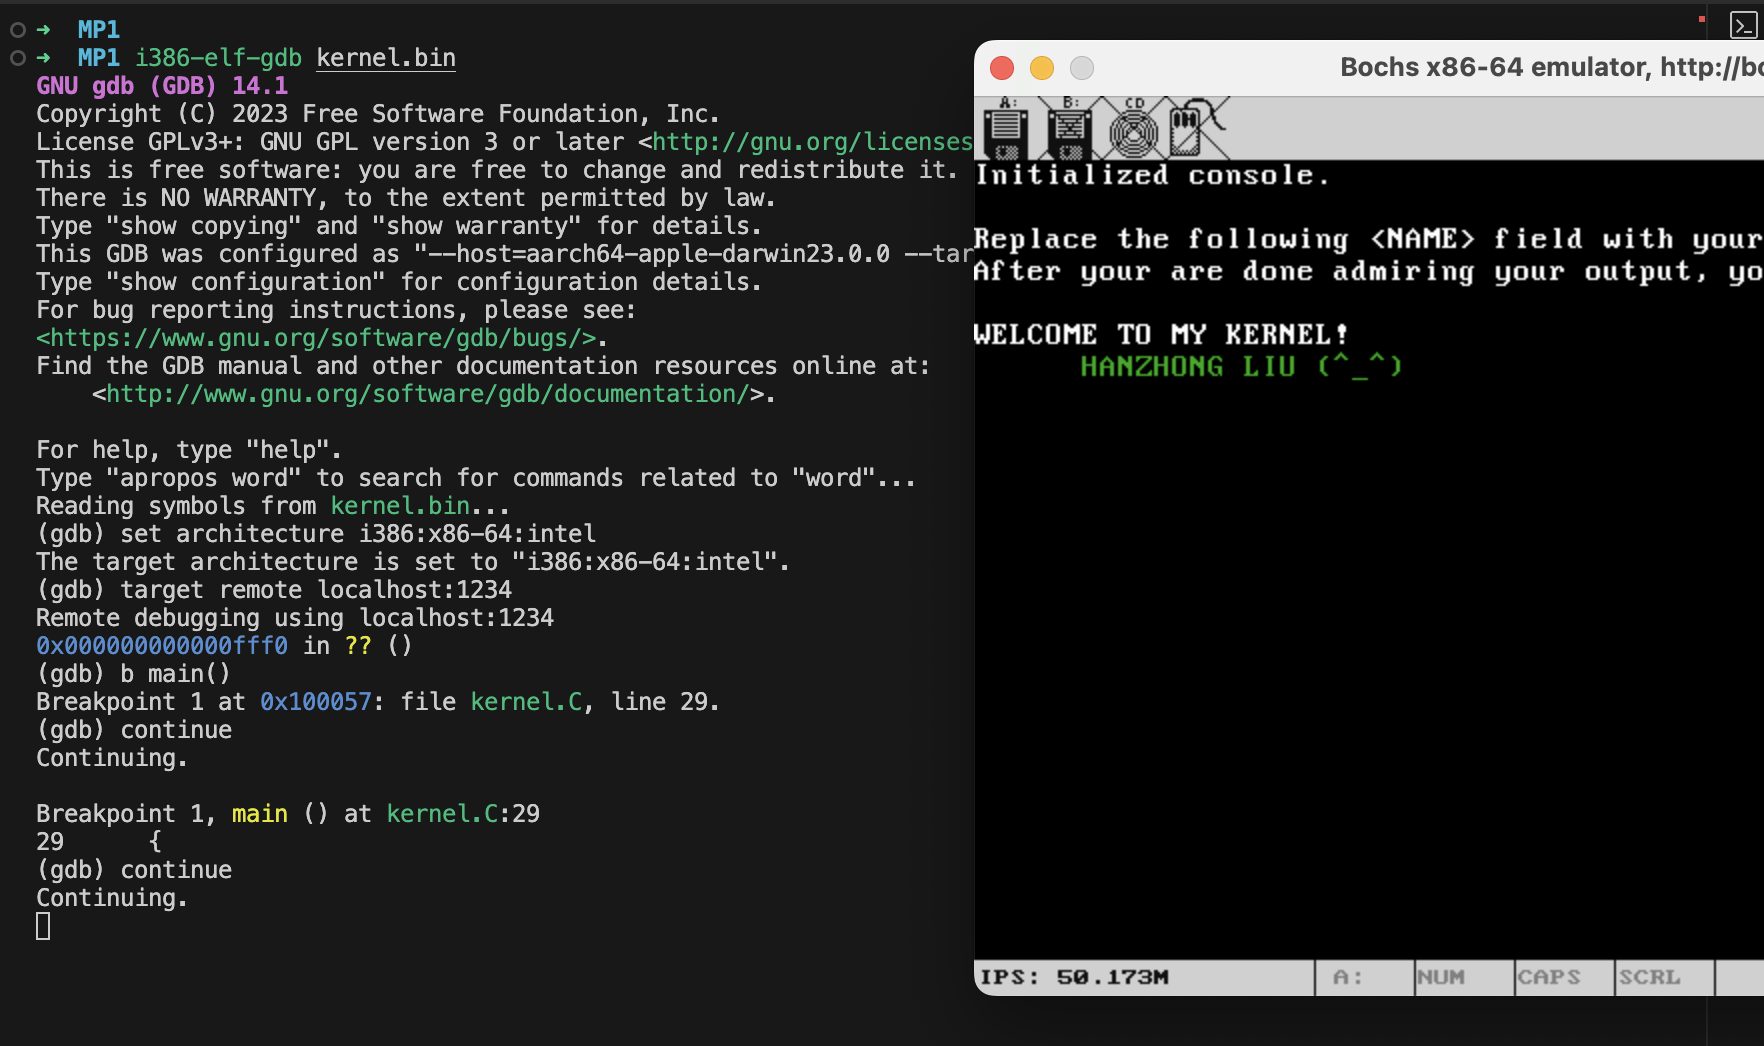 ➜  MP1
➜  MP1 i386-elf-gdb kernel.bin
GNU gdb (GDB) 14.1
Copyright (C) 2023 Free Software Foundation, Inc.
License GPLv3+: GNU GPL version 3 or later <http://gnu.org/licenses
This is free software: you are free to change and redistribute it.
There is NO WARRANTY, to the extent permitted by law.
Type "show copying" and "show warranty" for details.
This GDB was configured as "--host=aarch64-apple-darwin23.0.0 --tar
Type "show configuration" for configuration details.
For bug reporting instructions, please see:
<https://www.gnu.org/software/gdb/bugs/>.
Find the GDB manual and other documentation resources online at:
    <http://www.gnu.org/software/gdb/documentation/>.
For help, type "help".
Type "apropos word" to search for commands related to "word"...
Reading symbols from kernel.bin...
(gdb) set architecture i386:x86-64:intel
The target architecture is set to "i386:x86-64:intel".
(gdb) target remote localhost:1234
Remote debugging using localhost:1234
0x000000000000fff0 in ?? ()
(gdb) b main()
Breakpoint 1 at 0x100057: file kernel.C, line 29.
(gdb) continue
Continuing.
Breakpoint 1, main () at kernel.C:29
29      {
(gdb) continue
Continuing.
Bochs x86-64 emulator, http://bo
A: B: CD
Initialized console.
Replace the following <NAME> field with your
After your are done admiring your output, yo
WELCOME TO MY KERNEL!
HANZHONG LIU (^_^)
IPS: 50.173M A: NUM CAPS SCRL